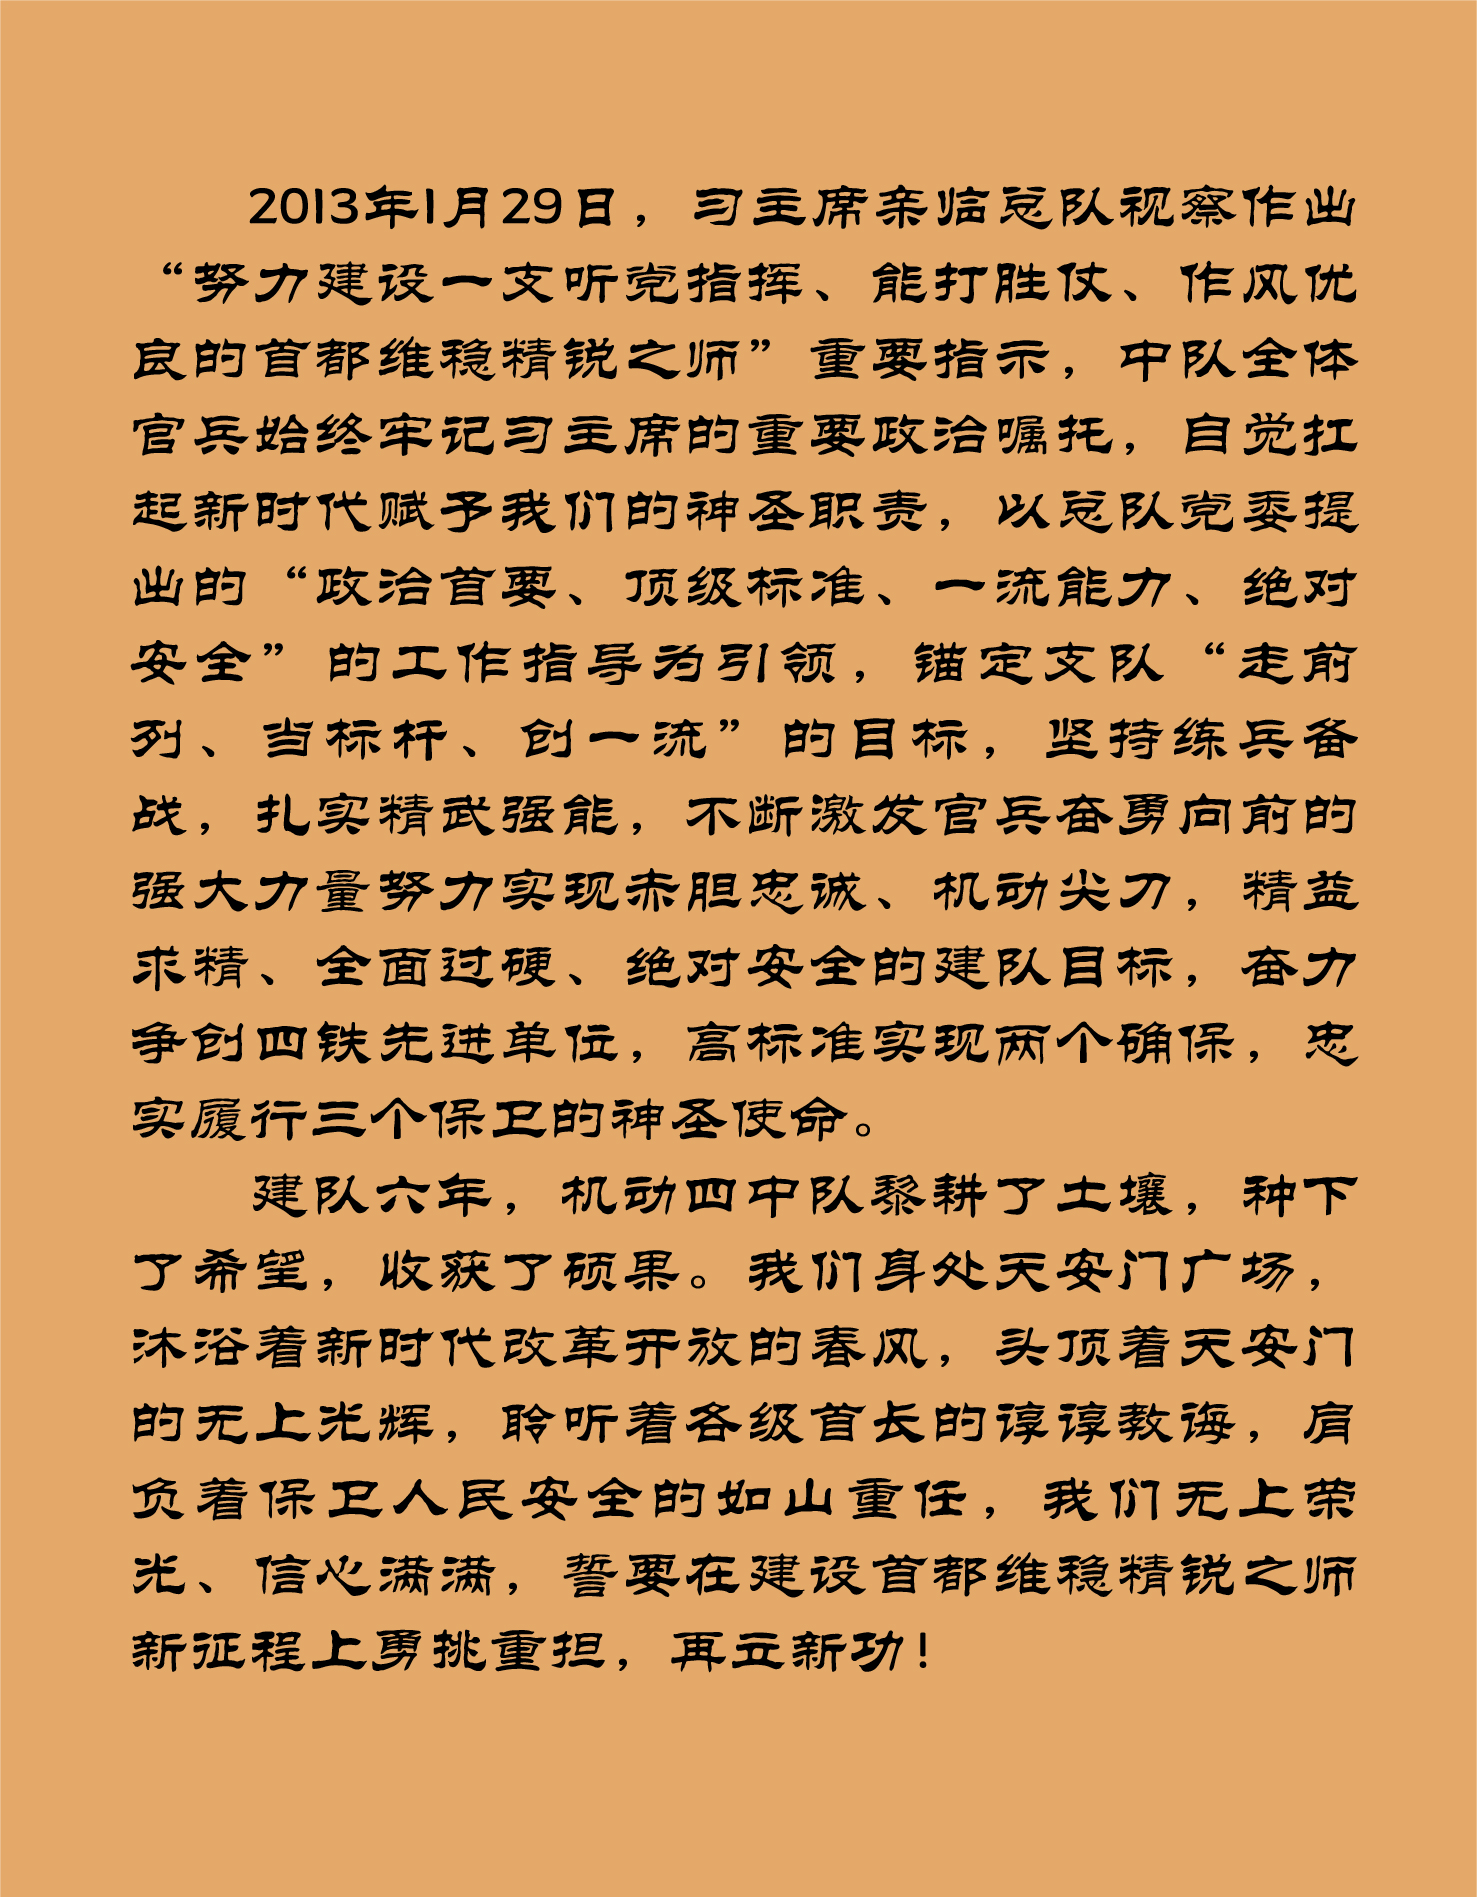 2013年1月29日，习主席亲临总队视察作出
“努力建设一支听党指挥、能打胜仗、作风优
良的首都维稳精锐之师”重要指示，中队全体
官兵始终牢记习主席的重要政治嘱托，自觉扛
起新时代赋予我们的神圣职责，以总队党委提
出的“政治首要、顶级标准、一流能力、绝对
安全”的工作指导为引领，锚定支队“走前
列、当标杆、创一流”的目标，坚持练兵备
战，扎实精武强能，不断激发官兵奋勇向前的
强大力量努力实现赤胆忠诚、机动尖刀，精益
求精、全面过硬、绝对安全的建队目标，奋力
争创四铁先进单位，高标准实现两个确保，忠
实履行三个保卫的神圣使命。
建队六年，机动四中队黎耕了土壤，种下
了希望，收获了硕果。我们身处天安门广场，
沐浴着新时代改革开放的春风，头顶着天安门
的无上光辉，聆听着各级首长的谆谆教诲，肩
负着保卫人民安全的如山重任，我们无上荣
光、信心满满，誓要在建设首都维稳精锐之师
新征程上勇挑重担，再立新功！